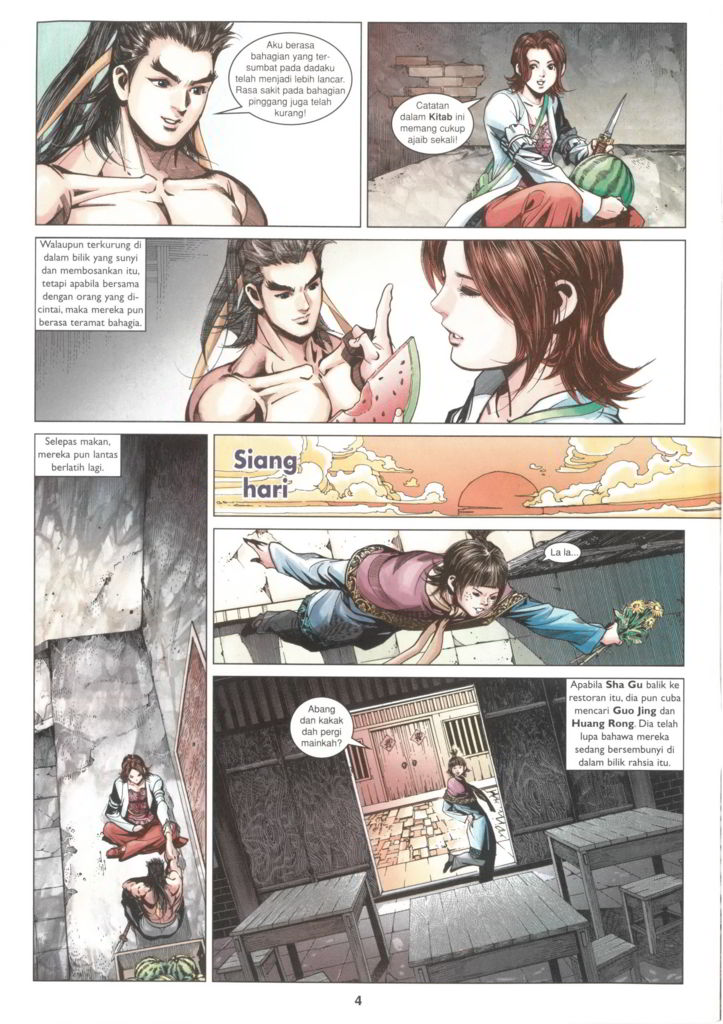 Aku berasa
bahagian yang ter-
sumbat pada dadaku
telah menjadi lebih lancar.
Rasa sakit pada bahagian
pinggang juga telah
kurang!
Catatan
dalam Kitab ini
memang cukup
ajaib sekali!
Walaupun terkurung di
dalam bilik yang sunyi
dan membosankan itu,
tetapi apabila bersama
dengan orang yang di-
cintai, maka mereka pun
berasa teramat bahagia.
Selepas makan,
mereka pun lantas
berlatih lagi.
Siang
hari
La la...
Abang
dan kakak
dah pergi
mainkah?
Apabila Sha Gu balik ke
restoran itu, dia pun cuba
mencari Guo Jing dan
Huang Rong. Dia telah
lupa bahawa mereka
sedang bersembunyi di
dalam bilik rahsia itu.
4